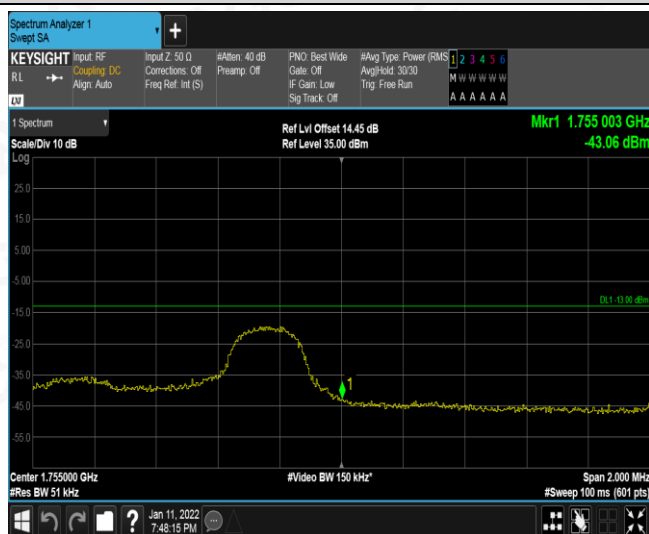 Spectrum Analyzer 1
Swept SA
+
KEYSIGHT
RL
Input: RF
Coupling: DC
Align: Auto
Input Z: 50 Ω
Corrections: Off
Freq Ref: Int (S)
#Atten: 40 dB
Preamp: Off
PNO: Best Wide
Gate: Off
IF Gain: Low
Sig Track: Off
#Avg Type: Power (RMS
Avg|Hold: 30/30
Trig: Free Run
1 2 3 4 5 6
M W W W W W
A A A A A A
LXI
1 Spectrum
Scale/Div 10 dB
Ref Lvl Offset 14.45 dB
Ref Level 35.00 dBm
Mkr1 1.755 003 GHz
-43.06 dBm
Log
25.0
15.0
5.00
-5.00
DL1 -13.00 dBm
-15.0
-25.0
-35.0
1
-45.0
-55.0
Center 1.755000 GHz
#Res BW 51 kHz
#Video BW 150 kHz*
Span 2.000 MHz
#Sweep 100 ms (601 pts)
?
Jan 11, 2022
7:48:15 PM